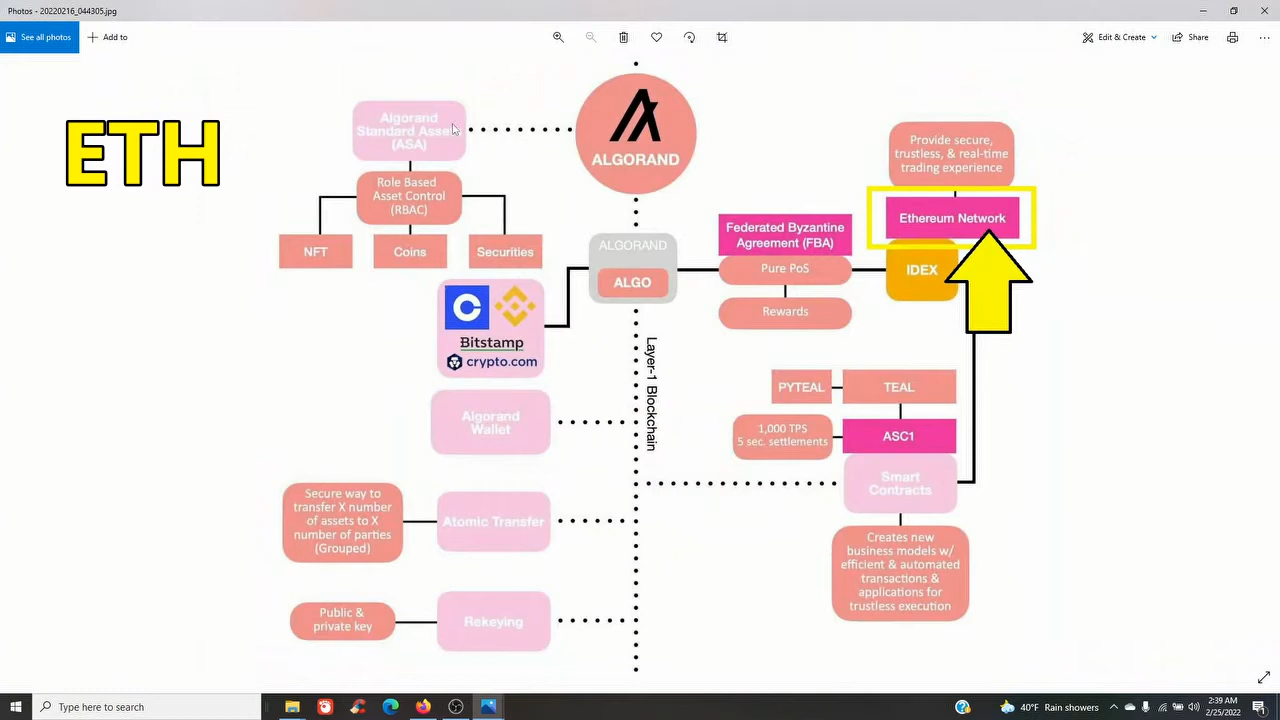 Photos - 20220216_044305.jpg
See all photos
Add to
Edit & Create
Share
ETH
Algorand
Standard Assets
(ASA)
ALGORAND
Role Based
Asset Control
(RBAC)
NFT
Coins
Securities
Bitstamp
crypto.com
ALGORAND
ALGO
Federated Byzantine
Agreement (FBA)
Pure PoS
Rewards
Provide secure,
trustless, & real-time
trading experience
Ethereum Network
IDEX
Layer-1 Blockchain
Algorand
Wallet
PYTEAL
TEAL
1,000 TPS
5 sec. settlements
ASC1
Smart
Contracts
Creates new
business models w/
efficient & automated
transactions &
applications for
trustless execution
Secure way to
transfer X number
of assets to X
number of parties
(Grouped)
Atomic Transfer
Public &
private key
Rekeying
Type here to search
40°F Rain showers
2:39 AM
2/25/2022